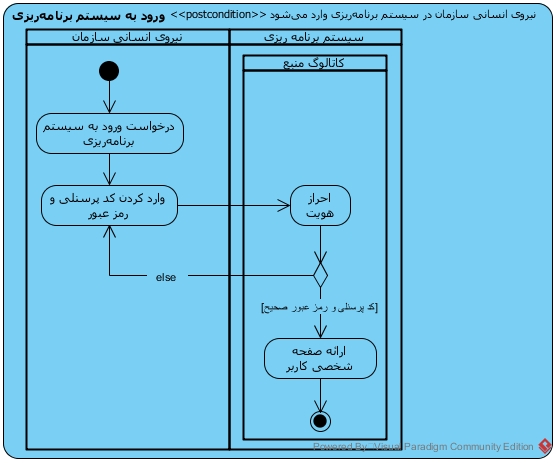 ورود به سیستم برنامه‌ریزی <<postcondition>> نیروی انسانی سازمان در سیستم برنامه‌ریزی وارد می‌شود
نیروی انسانی سازمان
سیستم برنامه ریزی
کاتالوگ منبع
درخواست ورود به سیستم
برنامه‌ریزی
وارد کردن کد پرسنلی و
رمز عبور
احراز
هویت
else
[کد پرسنلی و رمز عبور صحیح]
ارائه صفحه
شخصی کاربر
Powered By Visual Paradigm Community Edition